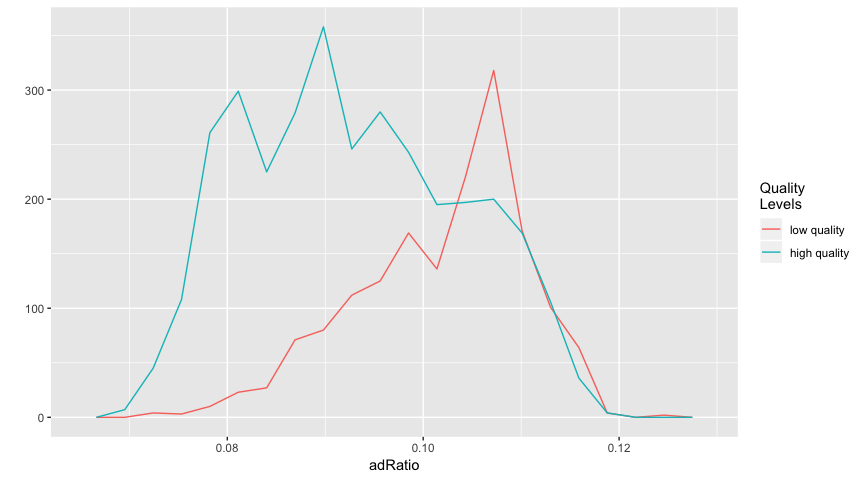 300
200
100
0
0.08
0.10
0.12
adRatio
Quality
Levels
low quality
high quality